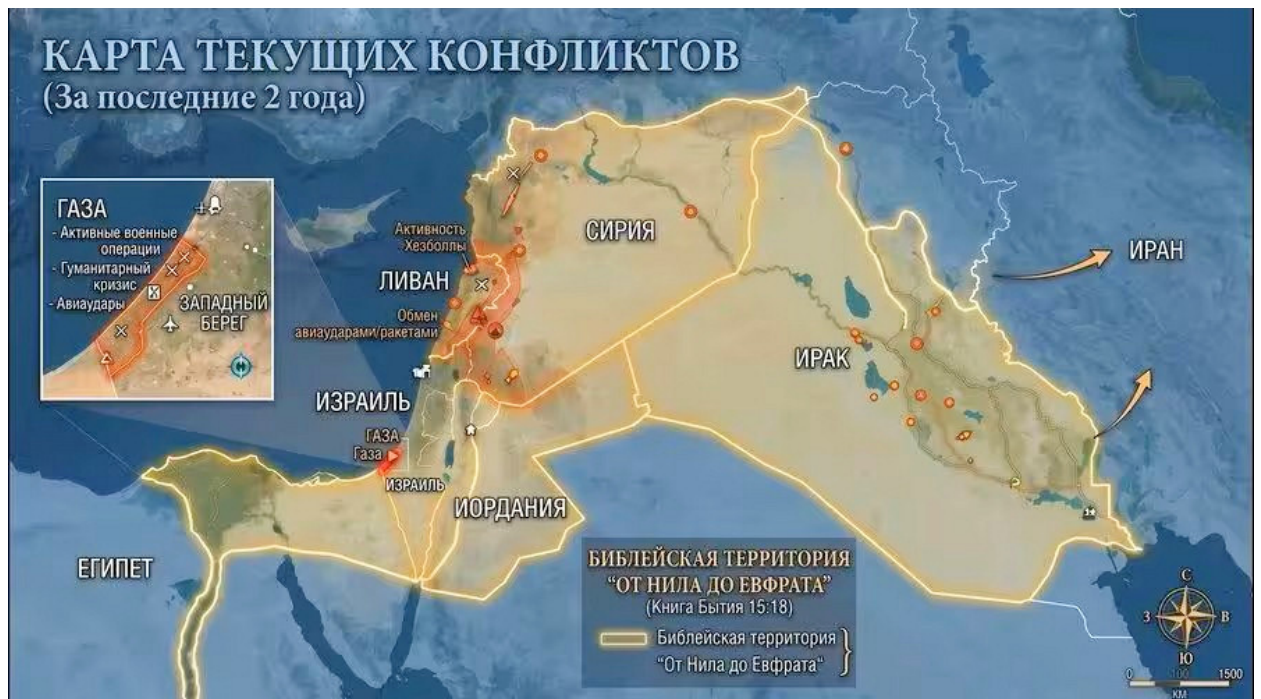 КАРТА ТЕКУЩИХ КОНФЛИКТОВ
(За последние 2 года)
ГАЗА
- Активные военные
операции
- Гуманитарный
кризис
- Авиаудары
ЗАПАДНЫЙ
БЕРЕГ
Активность
Хезболлы
ЛИВАН
Обмен
авиаударами/ракетами
СИРИЯ
ИРАН
ИРАК
ИЗРАИЛЬ
ГАЗА
Газа
ИЗРАИЛЬ
ИОРДАНИЯ
ЕГИПЕТ
БИБЛЕЙСКАЯ ТЕРРИТОРИЯ
"ОТ НИЛА ДО ЕВФРАТА"
(Книга Бытия 15:18)
Библейская территория
"От Нила до Евфрата"
С
З
В
Ю
0 100 1500
КМ